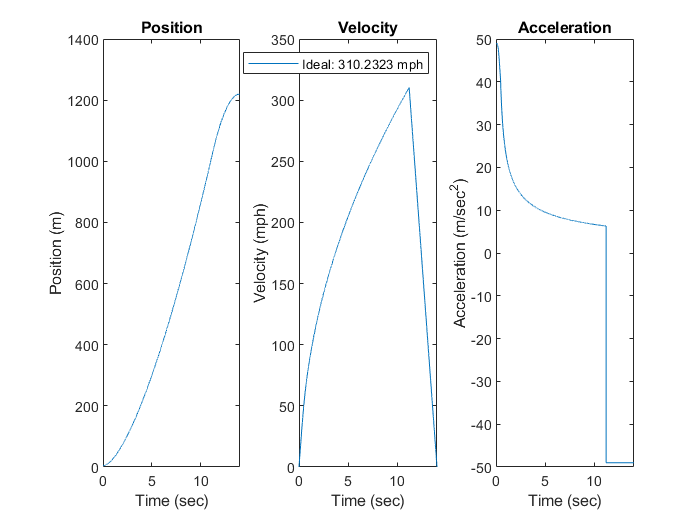 Position
Position (m)
1400
1200
1000
800
600
400
200
0
0 5 10
Time (sec)
Velocity
Ideal: 310.2323 mph
Velocity (mph)
350
300
250
200
150
100
50
0
0 5 10
Time (sec)
Acceleration
Acceleration (m/sec²)
50
40
30
20
10
0
-10
-20
-30
-40
-50
0 5 10
Time (sec)